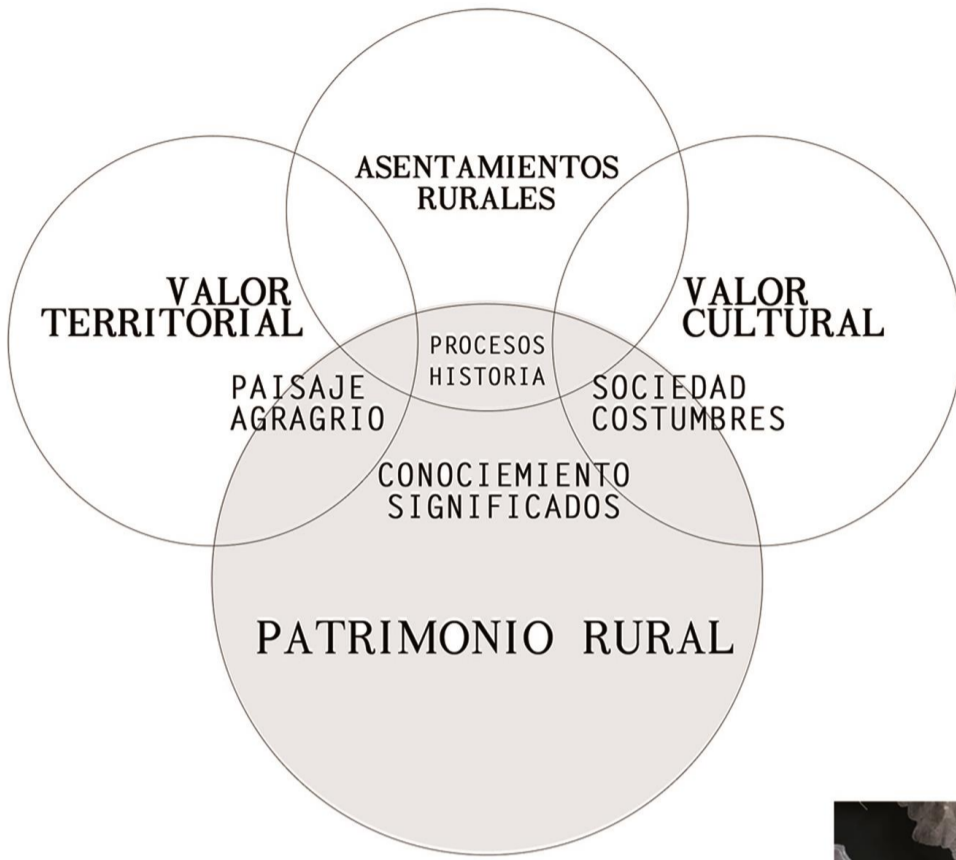 ASENTAMIENTOS
RURALES
VALOR
TERRITORIAL
VALOR
CULTURAL
PROCESOS
HISTORIA
PAISAJE
AGRAGRIO
SOCIEDAD
COSTUMBRES
CONOCIEMIENTO
SIGNIFICADOS
PATRIMONIO RURAL